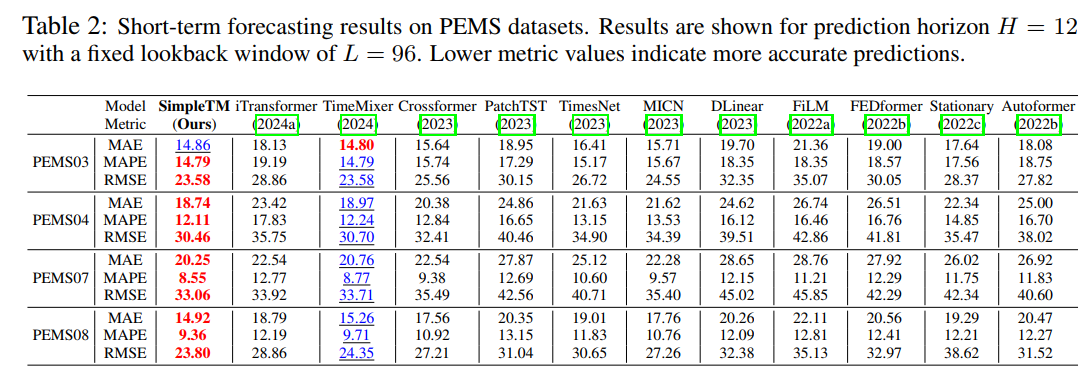 Table 2: Short-term forecasting results on PEMS datasets. Results are shown for prediction horizon H = 12
with a fixed lookback window of L = 96. Lower metric values indicate more accurate predictions.
Model SimpleTM iTransformer TimeMixer Crossformer PatchTST TimesNet MICN DLinear FiLM FEDformer Stationary Autoformer
Metric (Ours) (2024a) (2024) (2023) (2023) (2023) (2023) (2023) (2022a) (2022b) (2022c) (2022b)
MAE 14.86 18.13 14.80 15.64 18.95 16.41 15.71 19.70 21.36 19.00 17.64 18.08
PEMS03 MAPE 14.79 19.19 14.79 15.74 17.29 15.17 15.67 18.35 18.35 18.57 17.56 18.75
RMSE 23.58 28.86 23.58 25.56 30.15 26.72 24.55 32.35 35.07 30.05 28.37 27.82
MAE 18.74 23.42 18.97 20.38 24.86 21.63 21.62 24.62 26.74 26.51 22.34 25.00
PEMS04 MAPE 12.11 17.83 12.24 12.84 16.65 13.15 13.53 16.12 16.46 16.76 14.85 16.70
RMSE 30.46 35.75 30.70 32.41 40.46 34.90 34.39 39.51 42.86 41.81 35.47 38.02
MAE 20.25 22.54 20.76 22.54 27.87 25.12 22.28 28.65 28.76 27.92 26.02 26.92
PEMS07 MAPE 8.55 12.77 8.77 9.38 12.69 10.60 9.57 12.15 11.21 12.29 11.75 11.83
RMSE 33.06 33.92 33.71 35.49 42.56 40.71 35.40 45.02 45.85 42.29 42.34 40.60
MAE 14.92 18.79 15.26 17.56 20.35 19.01 17.76 20.26 22.11 20.56 19.29 20.47
PEMS08 MAPE 9.36 12.19 9.71 10.92 13.15 11.83 10.76 12.09 12.81 12.41 12.21 12.27
RMSE 23.80 28.86 24.35 27.21 31.04 30.65 27.26 32.38 35.13 32.97 38.62 31.52